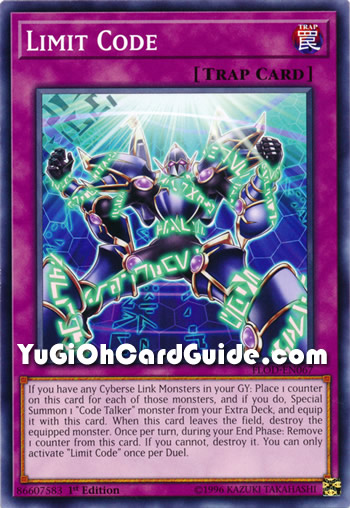 LIMIT CODE
TRAP
罠
[TRAP CARD]
YuGiOhCardGuide.com
FLOD-EN067
If you have any Cyberse Link Monsters in your GY: Place 1 counter
on this card for each of those monsters, and if you do, Special
Summon 1 "Code Talker" monster from your Extra Deck, and equip
it with this card. When this card leaves the field, destroy the
equipped monster. Once per turn, during your End Phase: Remove
1 counter from this card. If you cannot, destroy it. You can only
activate "Limit Code" once per Duel.
86607583 1st Edition ©1996 KAZUKI TAKAHASHI